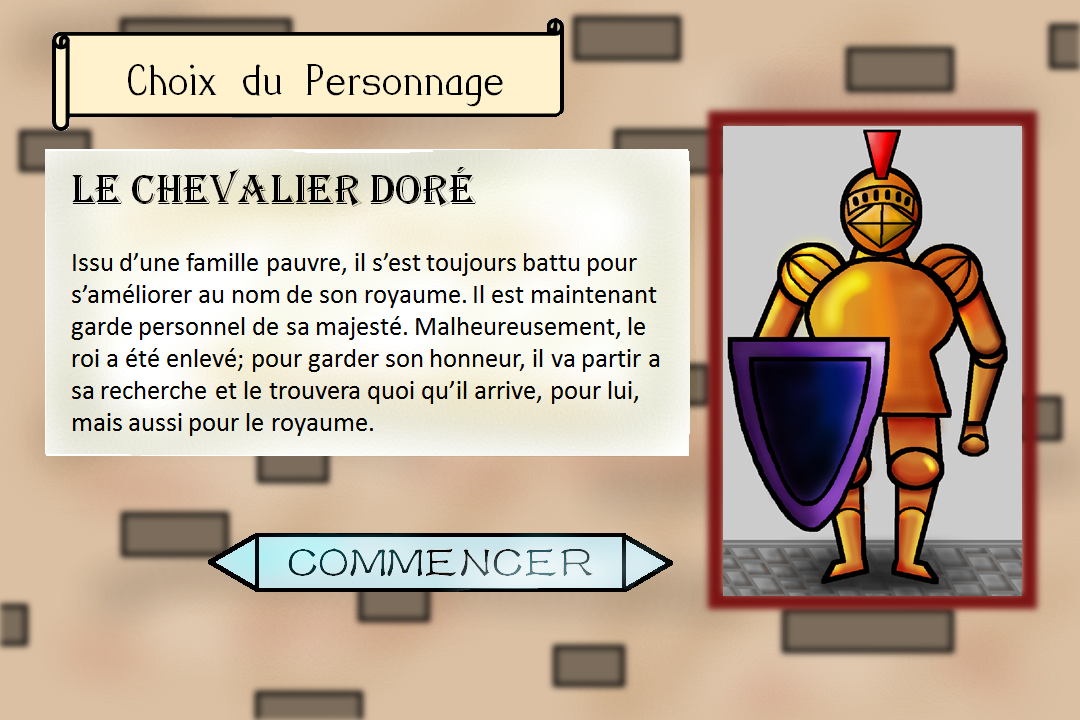 Choix du Personnage
LE CHEVALIER DORÉ
Issu d’une famille pauvre, il s’est toujours battu pour
s’améliorer au nom de son royaume. Il est maintenant
garde personnel de sa majesté. Malheureusement, le
roi a été enlevé; pour garder son honneur, il va partir a
sa recherche et le trouvera quoi qu’il arrive, pour lui,
mais aussi pour le royaume.
COMMENCER